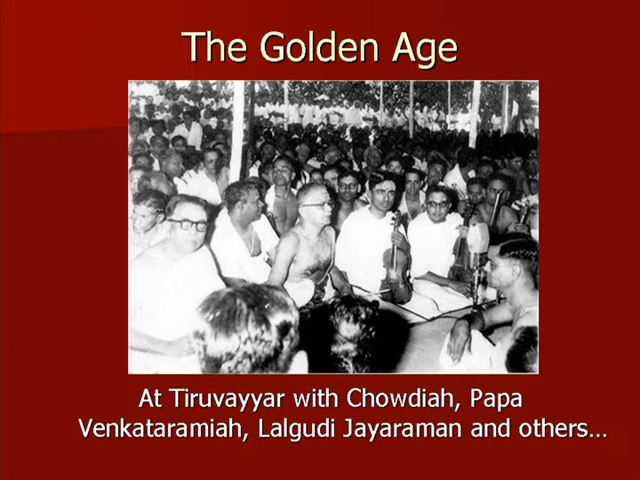 The Golden Age
At Tiruvayyar with Chowdiah, Papa
Venkataramiah, Lalgudi Jayaraman and others...